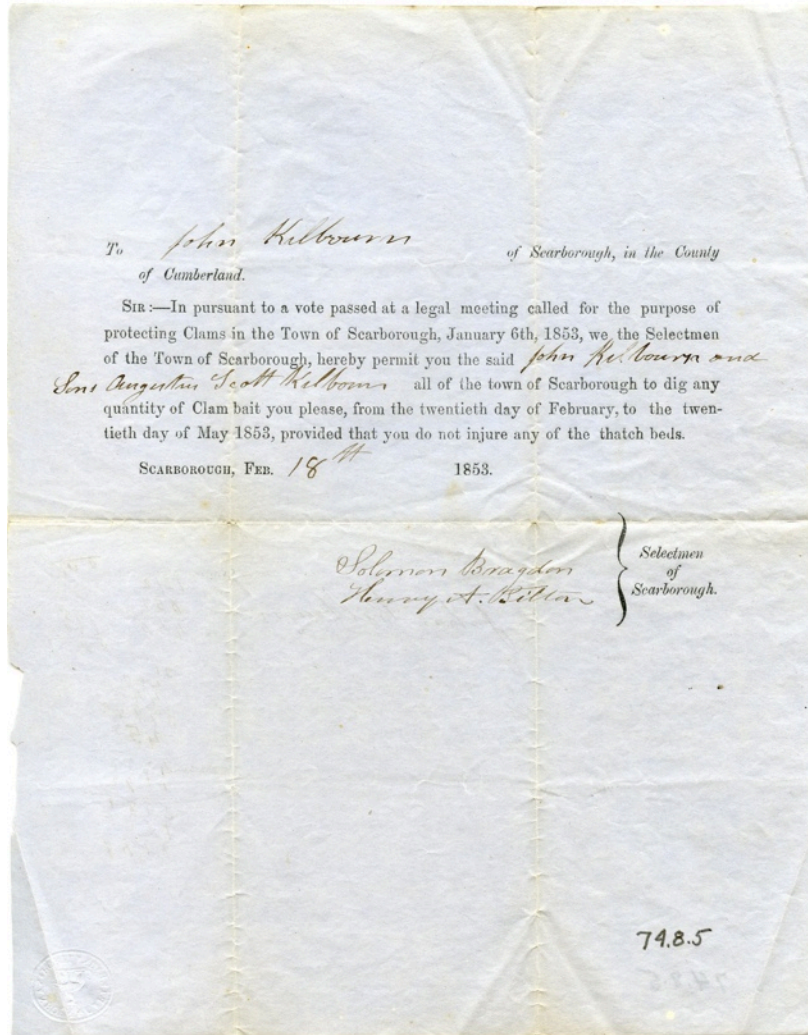 To John Kelbourn of Scarborough, in the County
of Cumberland.
SIR :—In pursuant to a vote passed at a legal meeting called for the purpose of
protecting Clams in the Town of Scarborough, January 6th, 1853, we the Selectmen
of the Town of Scarborough, hereby permit you the said John Kelbourn and
Sons Augustus Scott Kelbourn all of the town of Scarborough to dig any
quantity of Clam bait you please, from the twentieth day of February, to the twen-
tieth day of May 1853, provided that you do not injure any of the thatch beds.
SCARBOROUGH, FEB. 18th 1853.
Solomon Bragdon
Henry A.
Selectmen
of
Scarborough.
74.8.5